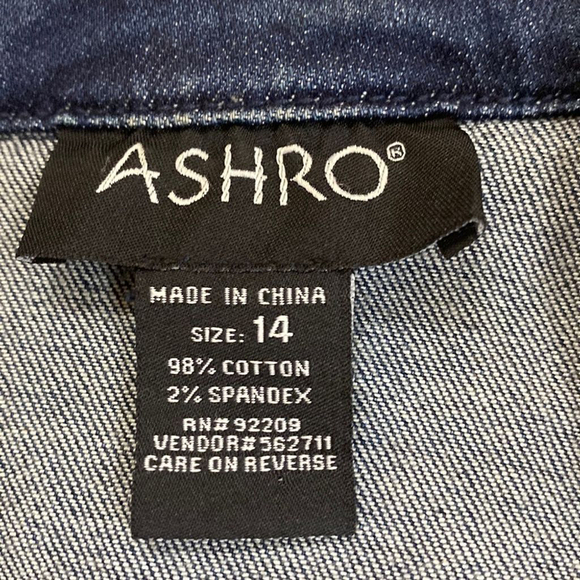 ASHRO®
MADE IN CHINA
SIZE: 14
98% COTTON
2% SPANDEX
RN# 92209
VENDOR#562711
CARE ON REVERSE